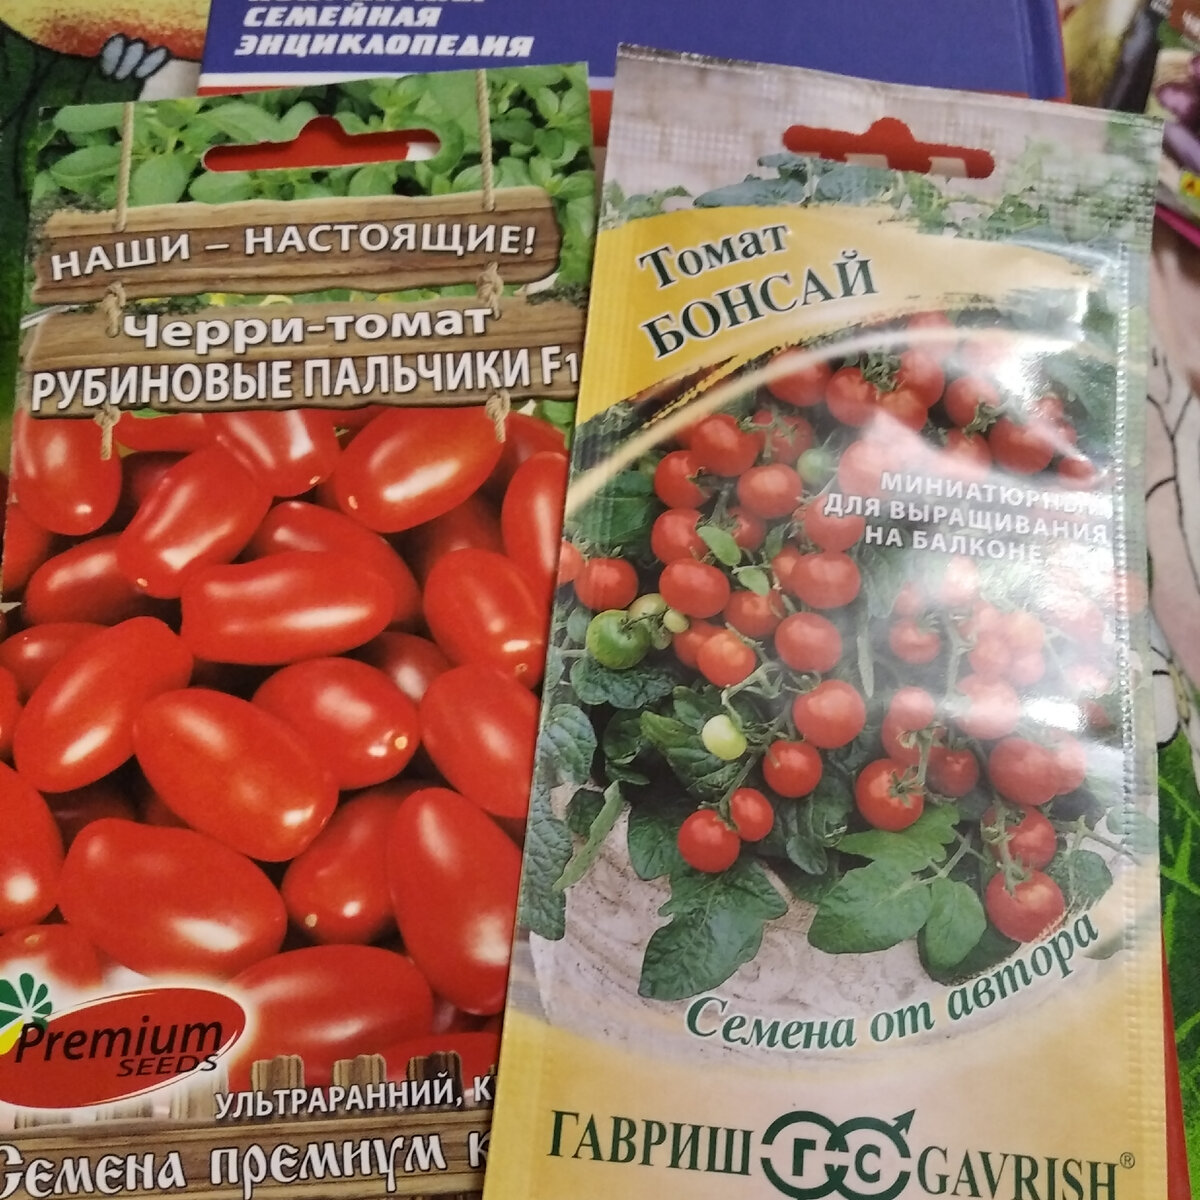 СЕМЕЙНАЯ
ЭНЦИКЛОПЕДИЯ
НАШИ – НАСТОЯЩИЕ!
Черри-томат
РУБИНОВЫЕ ПАЛЬЧИКИ F1
Premium
SEEDS
УЛЬТРАРАННИЙ, К
Семена премиум к
Томат
БОНСАЙ
МИНИАТЮРНЫЙ
ДЛЯ ВЫРАЩИВАНИЯ
НА БАЛКОНЕ
Семена от автора
ГАВРИШ Г С GAVRISH®